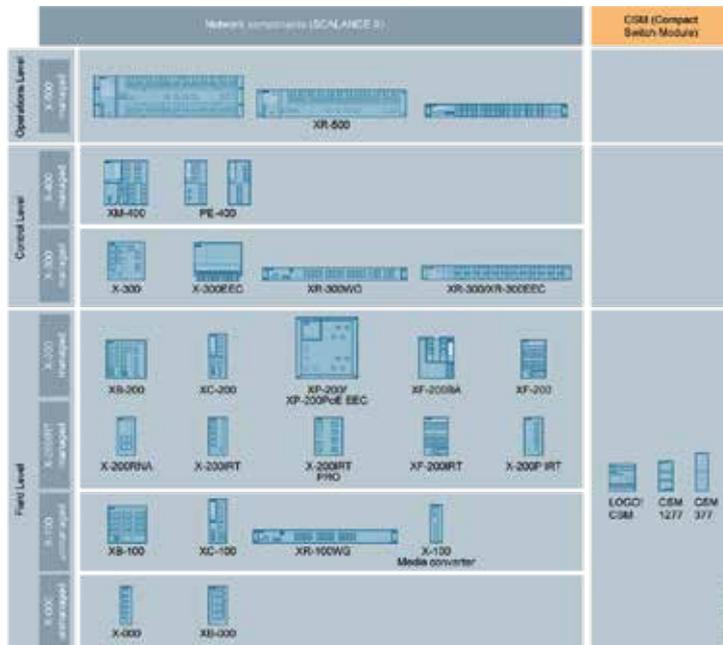 Network components (SCALANCE X)
CSM (Compact
Switch Module)
Operations Level
X-500
managed
XR-500
Control Level
X-400
managed
XM-400
PE-400
X-300
managed
X-300
X-300EEC
XR-300WG
XR-300/XR-300EEC
Field Level
X-200
managed
XB-200
XC-200
XP-200/
XP-200PoE EEC
XF-200BA
XF-200
X-200IRT
managed
X-200RNA
X-200IRT
X-200IRT
PRO
XF-200IRT
X-200P IRT
X-100
unmanaged
XB-100
XC-100
XR-100WG
X-100
Media converter
X-000
unmanaged
X-000
XB-000
LOGO!
CSM
CSM
1277
CSM
377